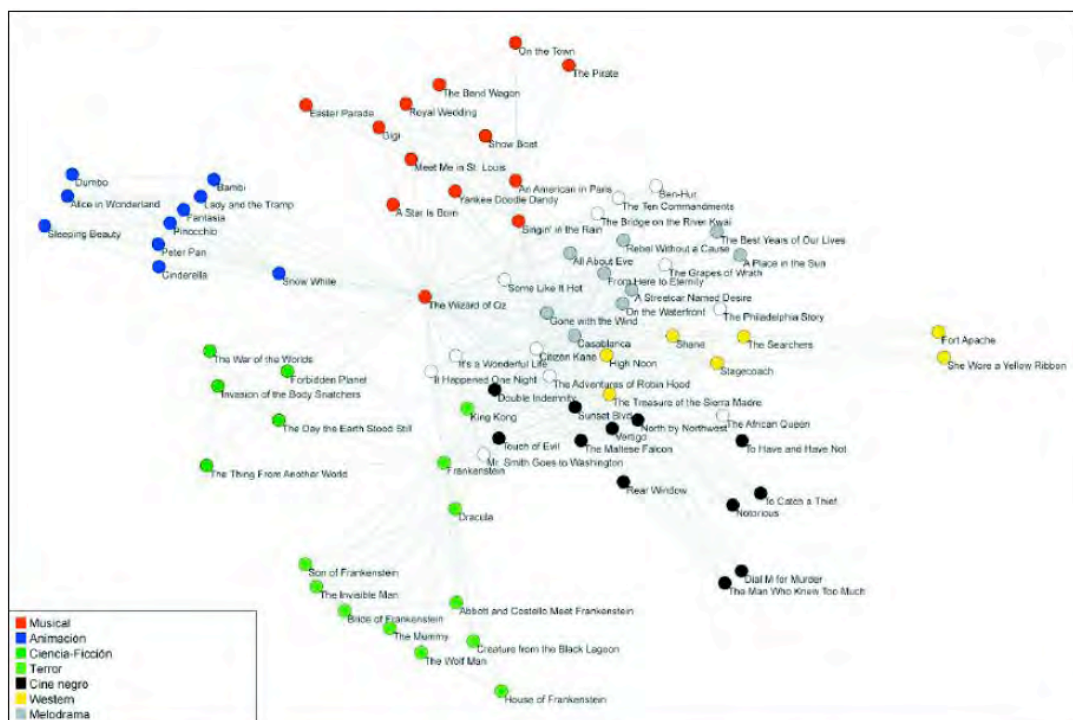 On the Town
The Pirate
The Band Wagon
Easter Parade
Royal Wedding
Gigi
Show Boat
Meet Me in St. Louis
An American in Paris
Yankee Doodle Dandy
A Star Is Born
Singin' in the Rain
Dumbo
Bambi
Alice in Wonderland
Lady and the Tramp
Fantasia
Pinocchio
Sleeping Beauty
Peter Pan
Cinderella
Snow White
Ben-Hur
The Ten Commandments
The Bridge on the River Kwai
The Best Years of Our Lives
Rebel Without a Cause
All About Eve
A Place in the Sun
The Grapes of Wrath
From Here to Eternity
Some Like It Hot
A Streetcar Named Desire
The Wizard of Oz
On the Waterfront
The Philadelphia Story
Gone with the Wind
Casablanca
Shane
The Searchers
Fort Apache
Citizen Kane
It's a Wonderful Life
High Noon
Stagecoach
She Wore a Yellow Ribbon
It Happened One Night
The Adventures of Robin Hood
The War of the Worlds
Forbidden Planet
Invasion of the Body Snatchers
Double Indemnity
The Treasure of the Sierra Madre
King Kong
Sunset Blvd
The African Queen
The Day the Earth Stood Still
Vertigo
North by Northwest
Touch of Evil
The Maltese Falcon
To Have and Have Not
Mr. Smith Goes to Washington
Frankenstein
The Thing From Another World
Rear Window
To Catch a Thief
Notorious
Dracula
Son of Frankenstein
Dial M for Murder
The Man Who Knew Too Much
The Invisible Man
Abbott and Costello Meet Frankenstein
Bride of Frankenstein
The Mummy
Creature from the Black Lagoon
The Wolf Man
House of Frankenstein
Musical
Animación
Ciencia-Ficción
Terror
Cine negro
Western
Melodrama